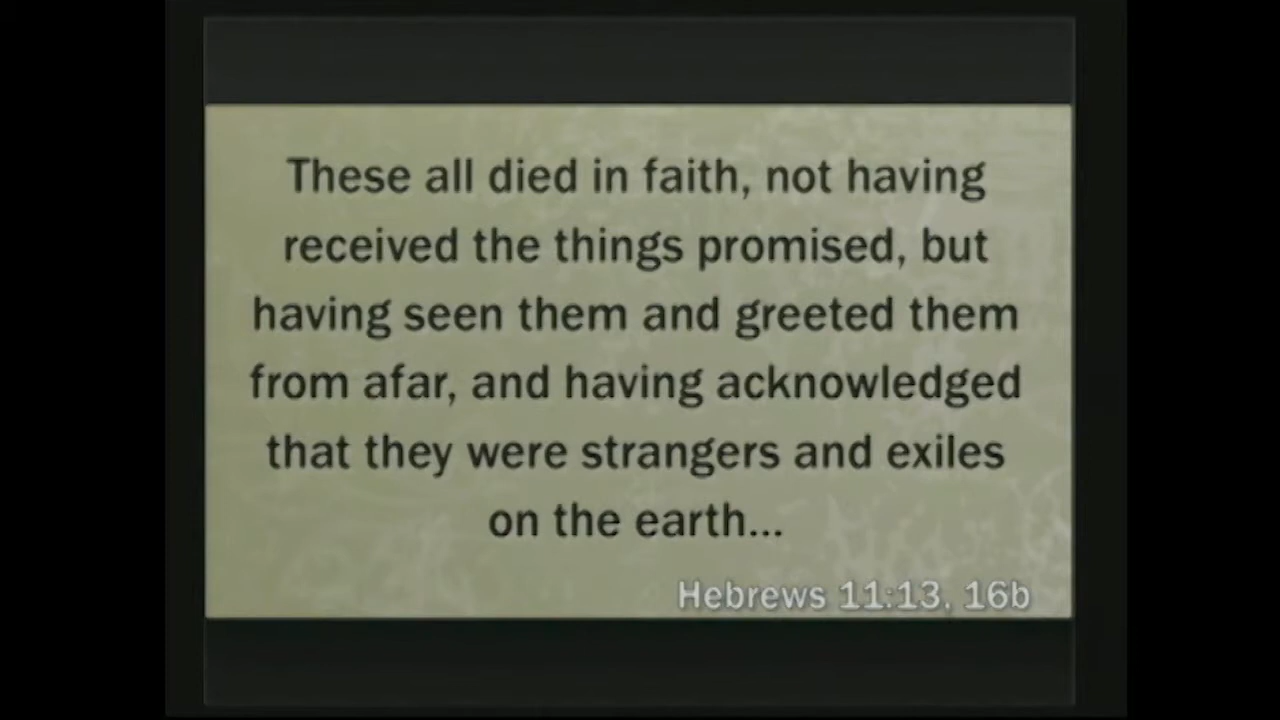 These all died in faith, not having
received the things promised, but
having seen them and greeted them
from afar, and having acknowledged
that they were strangers and exiles
on the earth...
Hebrews 11:13, 16b